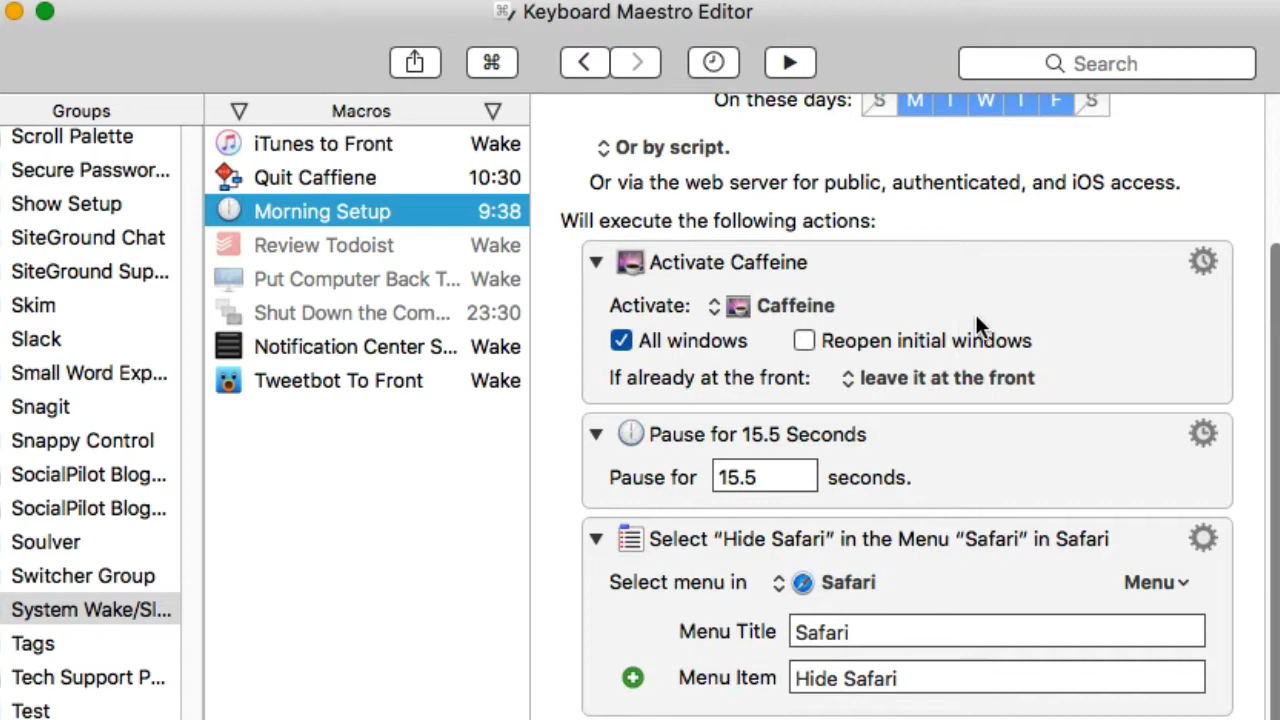 Keyboard Maestro Editor
Search
Groups
Macros
Scroll Palette
Secure Passwor...
Show Setup
SiteGround Chat
SiteGround Sup...
Skim
Slack
Small Word Exp...
Snagit
Snappy Control
SocialPilot Blog...
SocialPilot Blog...
Soulver
Switcher Group
System Wake/Sl...
Tags
Tech Support P...
Test
iTunes to Front Wake
Quit Caffiene 10:30
Morning Setup 9:38
Review Todoist Wake
Put Computer Back T... Wake
Shut Down the Com... 23:30
Notification Center S... Wake
Tweetbot To Front Wake
On these days: S M T W T F S
Or by script.
Or via the web server for public, authenticated, and iOS access.
Will execute the following actions:
Activate Caffeine
Activate: Caffeine
All windows Reopen initial windows
If already at the front: leave it at the front
Pause for 15.5 Seconds
Pause for 15.5 seconds.
Select “Hide Safari” in the Menu “Safari” in Safari
Select menu in Safari Menu
Menu Title Safari
Menu Item Hide Safari